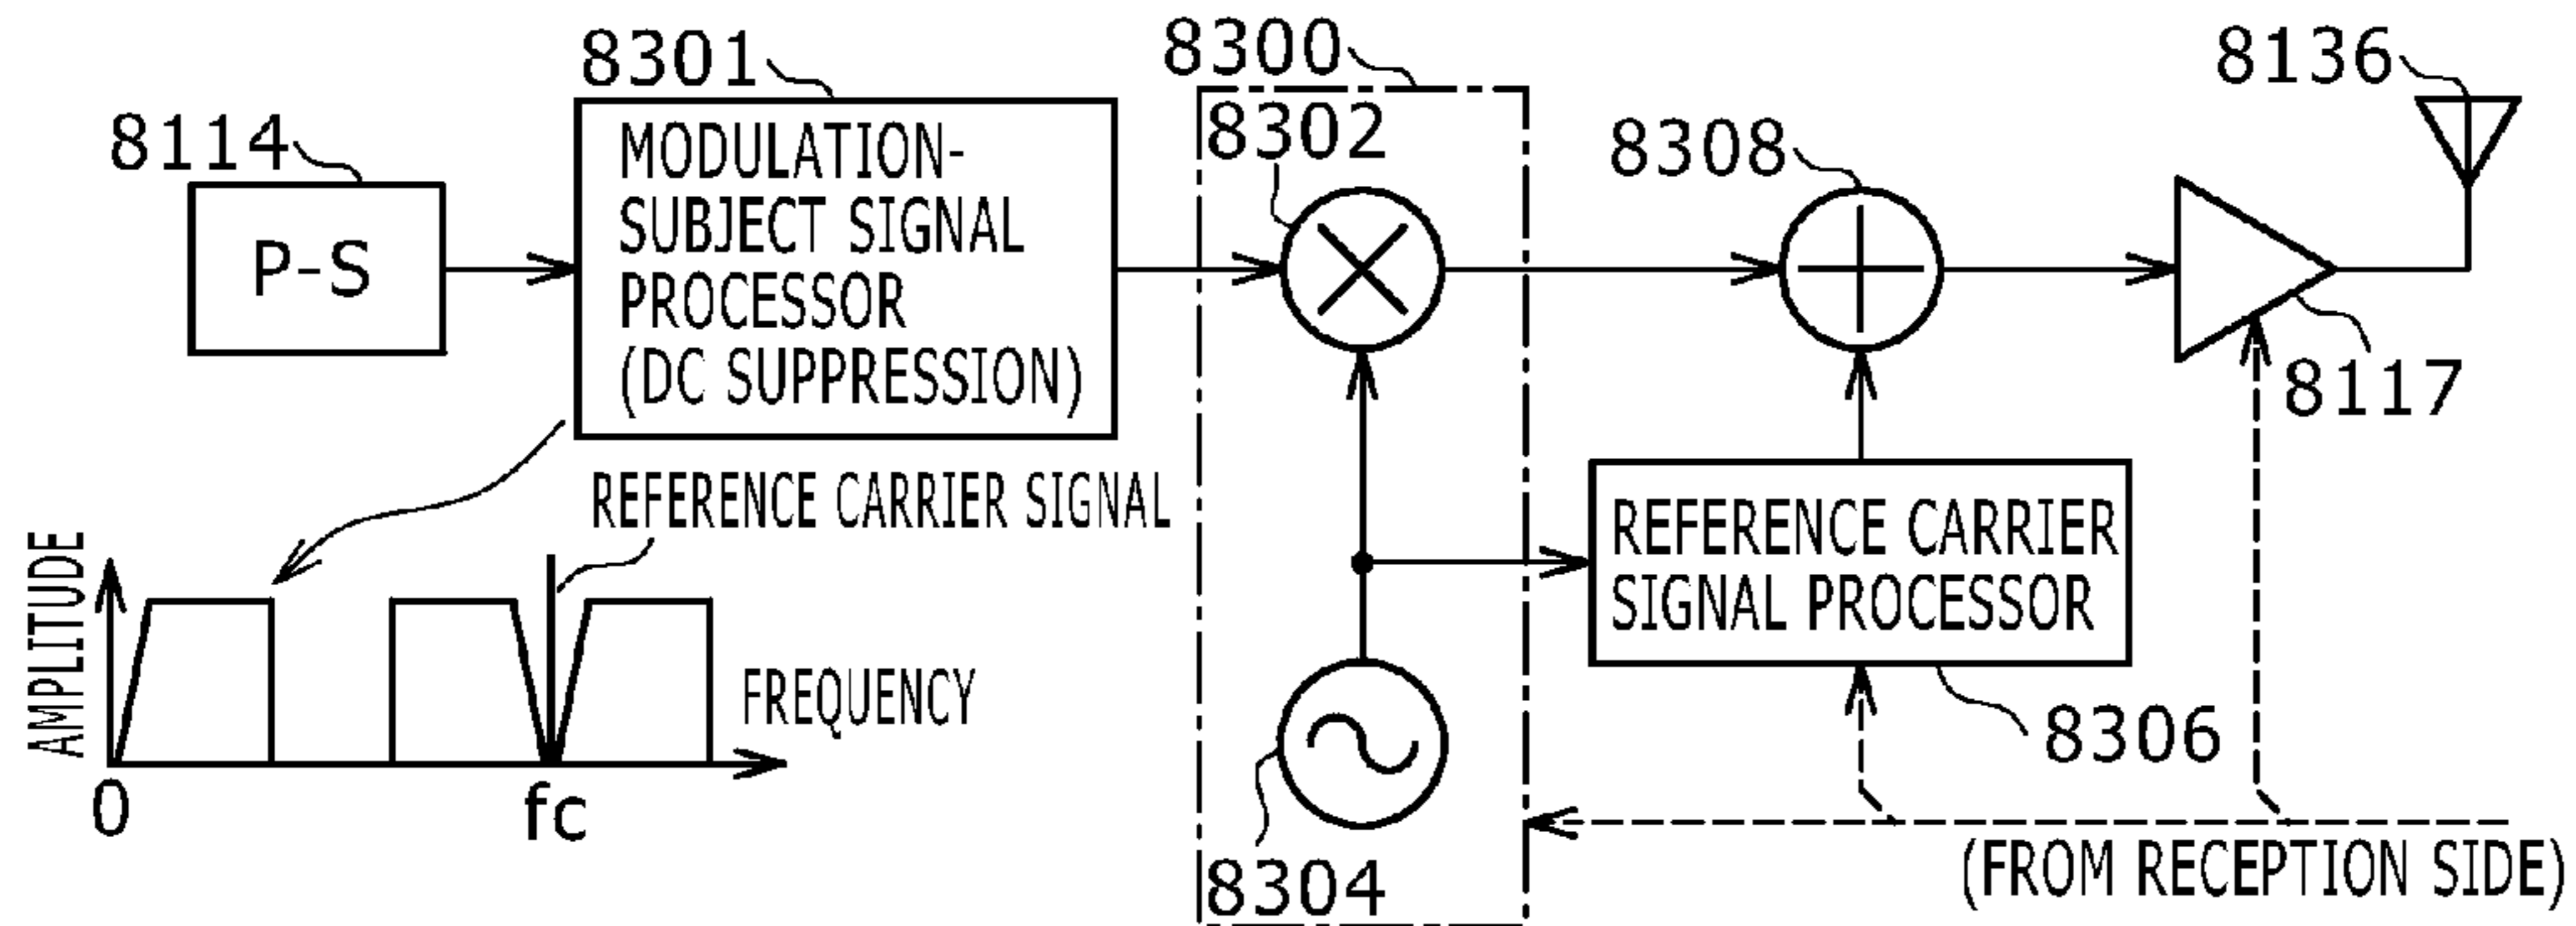 8114
P-S
8301
MODULATION-
SUBJECT SIGNAL
PROCESSOR
(DC SUPPRESSION)
8300
8302
8304
8308
8136
8117
REFERENCE CARRIER
SIGNAL PROCESSOR
8306
(FROM RECEPTION SIDE)
REFERENCE CARRIER SIGNAL
AMPLITUDE
FREQUENCY
0
fc